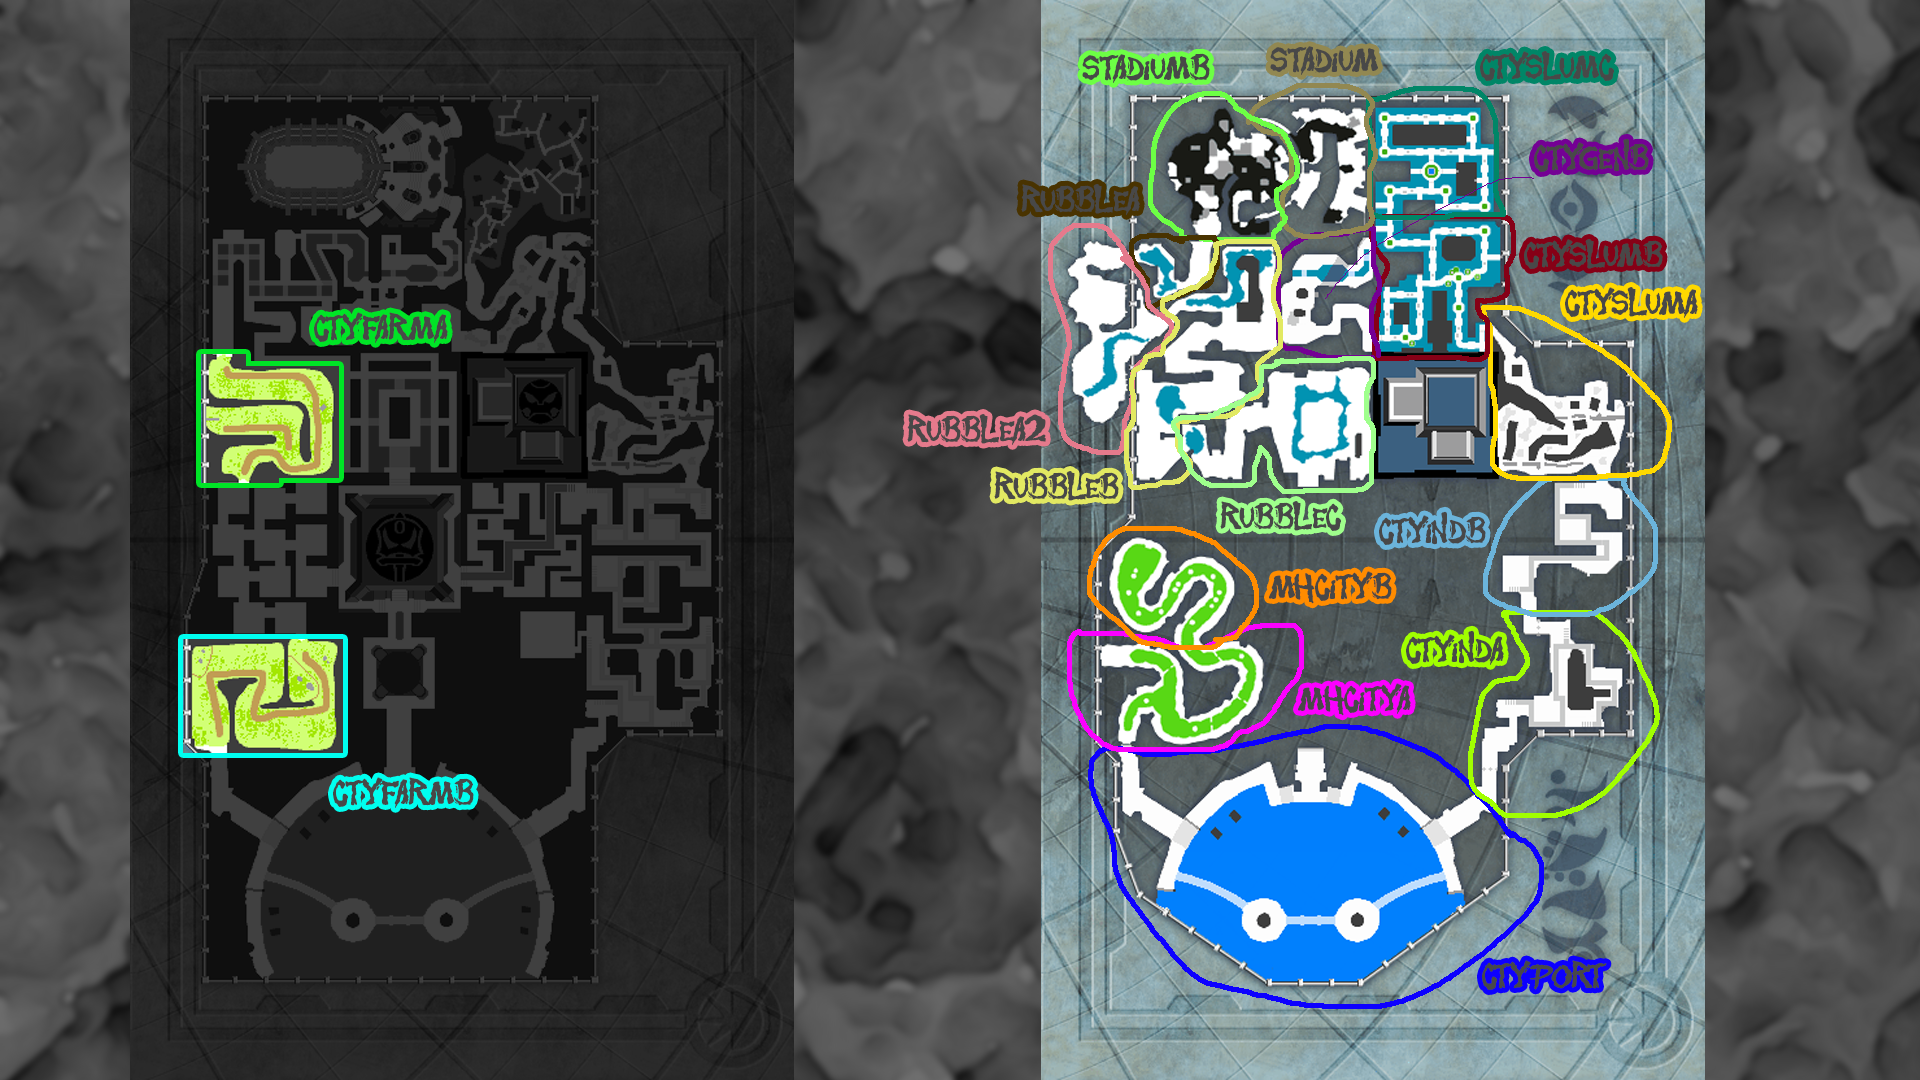 STADIUMB
STADIUM
CTYSLUMC
CTYGENB
RUBBLEA
CTYSLUMB
CTYSLUMA
CTYFARMA
RUBBLEA2
RUBBLEB
RUBBLEC
CTYINDB
MHCITYB
CTYINDA
MHCITYA
CTYFARMB
CTYPORT